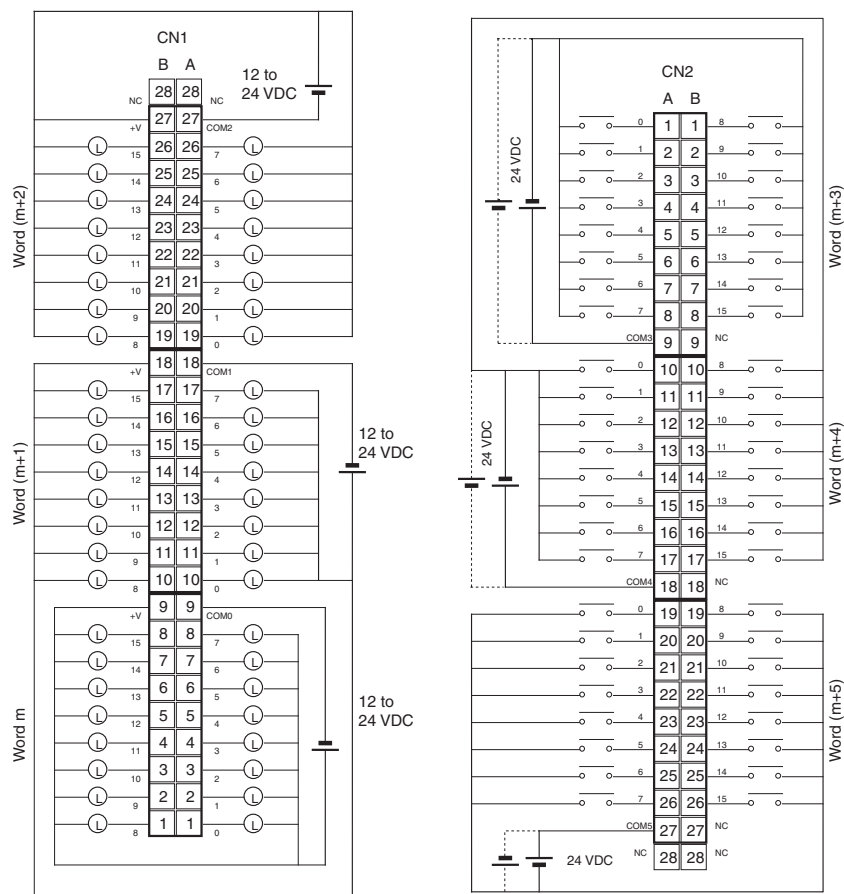 CN1
B A
12 to
24 VDC
NC 28 28 NC
+V 27 27 COM2
L 15 26 26 7 L
L 14 25 25 6 L
L 13 24 24 5 L
L 12 23 23 4 L
L 11 22 22 3 L
L 10 21 21 2 L
L 9 20 20 1 L
L 8 19 19 0 L
Word (m+2)
+V 18 18 COM1
L 15 17 17 7 L
L 14 16 16 6 L
L 13 15 15 5 L
L 12 14 14 4 L
L 11 13 13 3 L
L 10 12 12 2 L
L 9 11 11 1 L
L 8 10 10 0 L
Word (m+1)
12 to
24 VDC
+V 9 9 COM0
L 15 8 8 7 L
L 14 7 7 6 L
L 13 6 6 5 L
L 12 5 5 4 L
L 11 4 4 3 L
L 10 3 3 2 L
L 9 2 2 1 L
L 8 1 1 0 L
Word m
12 to
24 VDC
CN2
A B
0 1 1 8
1 2 2 9
2 3 3 10
3 4 4 11
4 5 5 12
5 6 6 13
6 7 7 14
7 8 8 15
COM3 9 9 NC
24 VDC
Word (m+3)
0 10 10 8
1 11 11 9
2 12 12 10
3 13 13 11
4 14 14 12
5 15 15 13
6 16 16 14
7 17 17 15
COM4 18 18 NC
24 VDC
Word (m+4)
0 19 19 8
1 20 20 9
2 21 21 10
3 22 22 11
4 23 23 12
5 24 24 13
6 25 25 14
7 26 26 15
COM5 27 27 NC
NC 28 28 NC
24 VDC
Word (m+5)